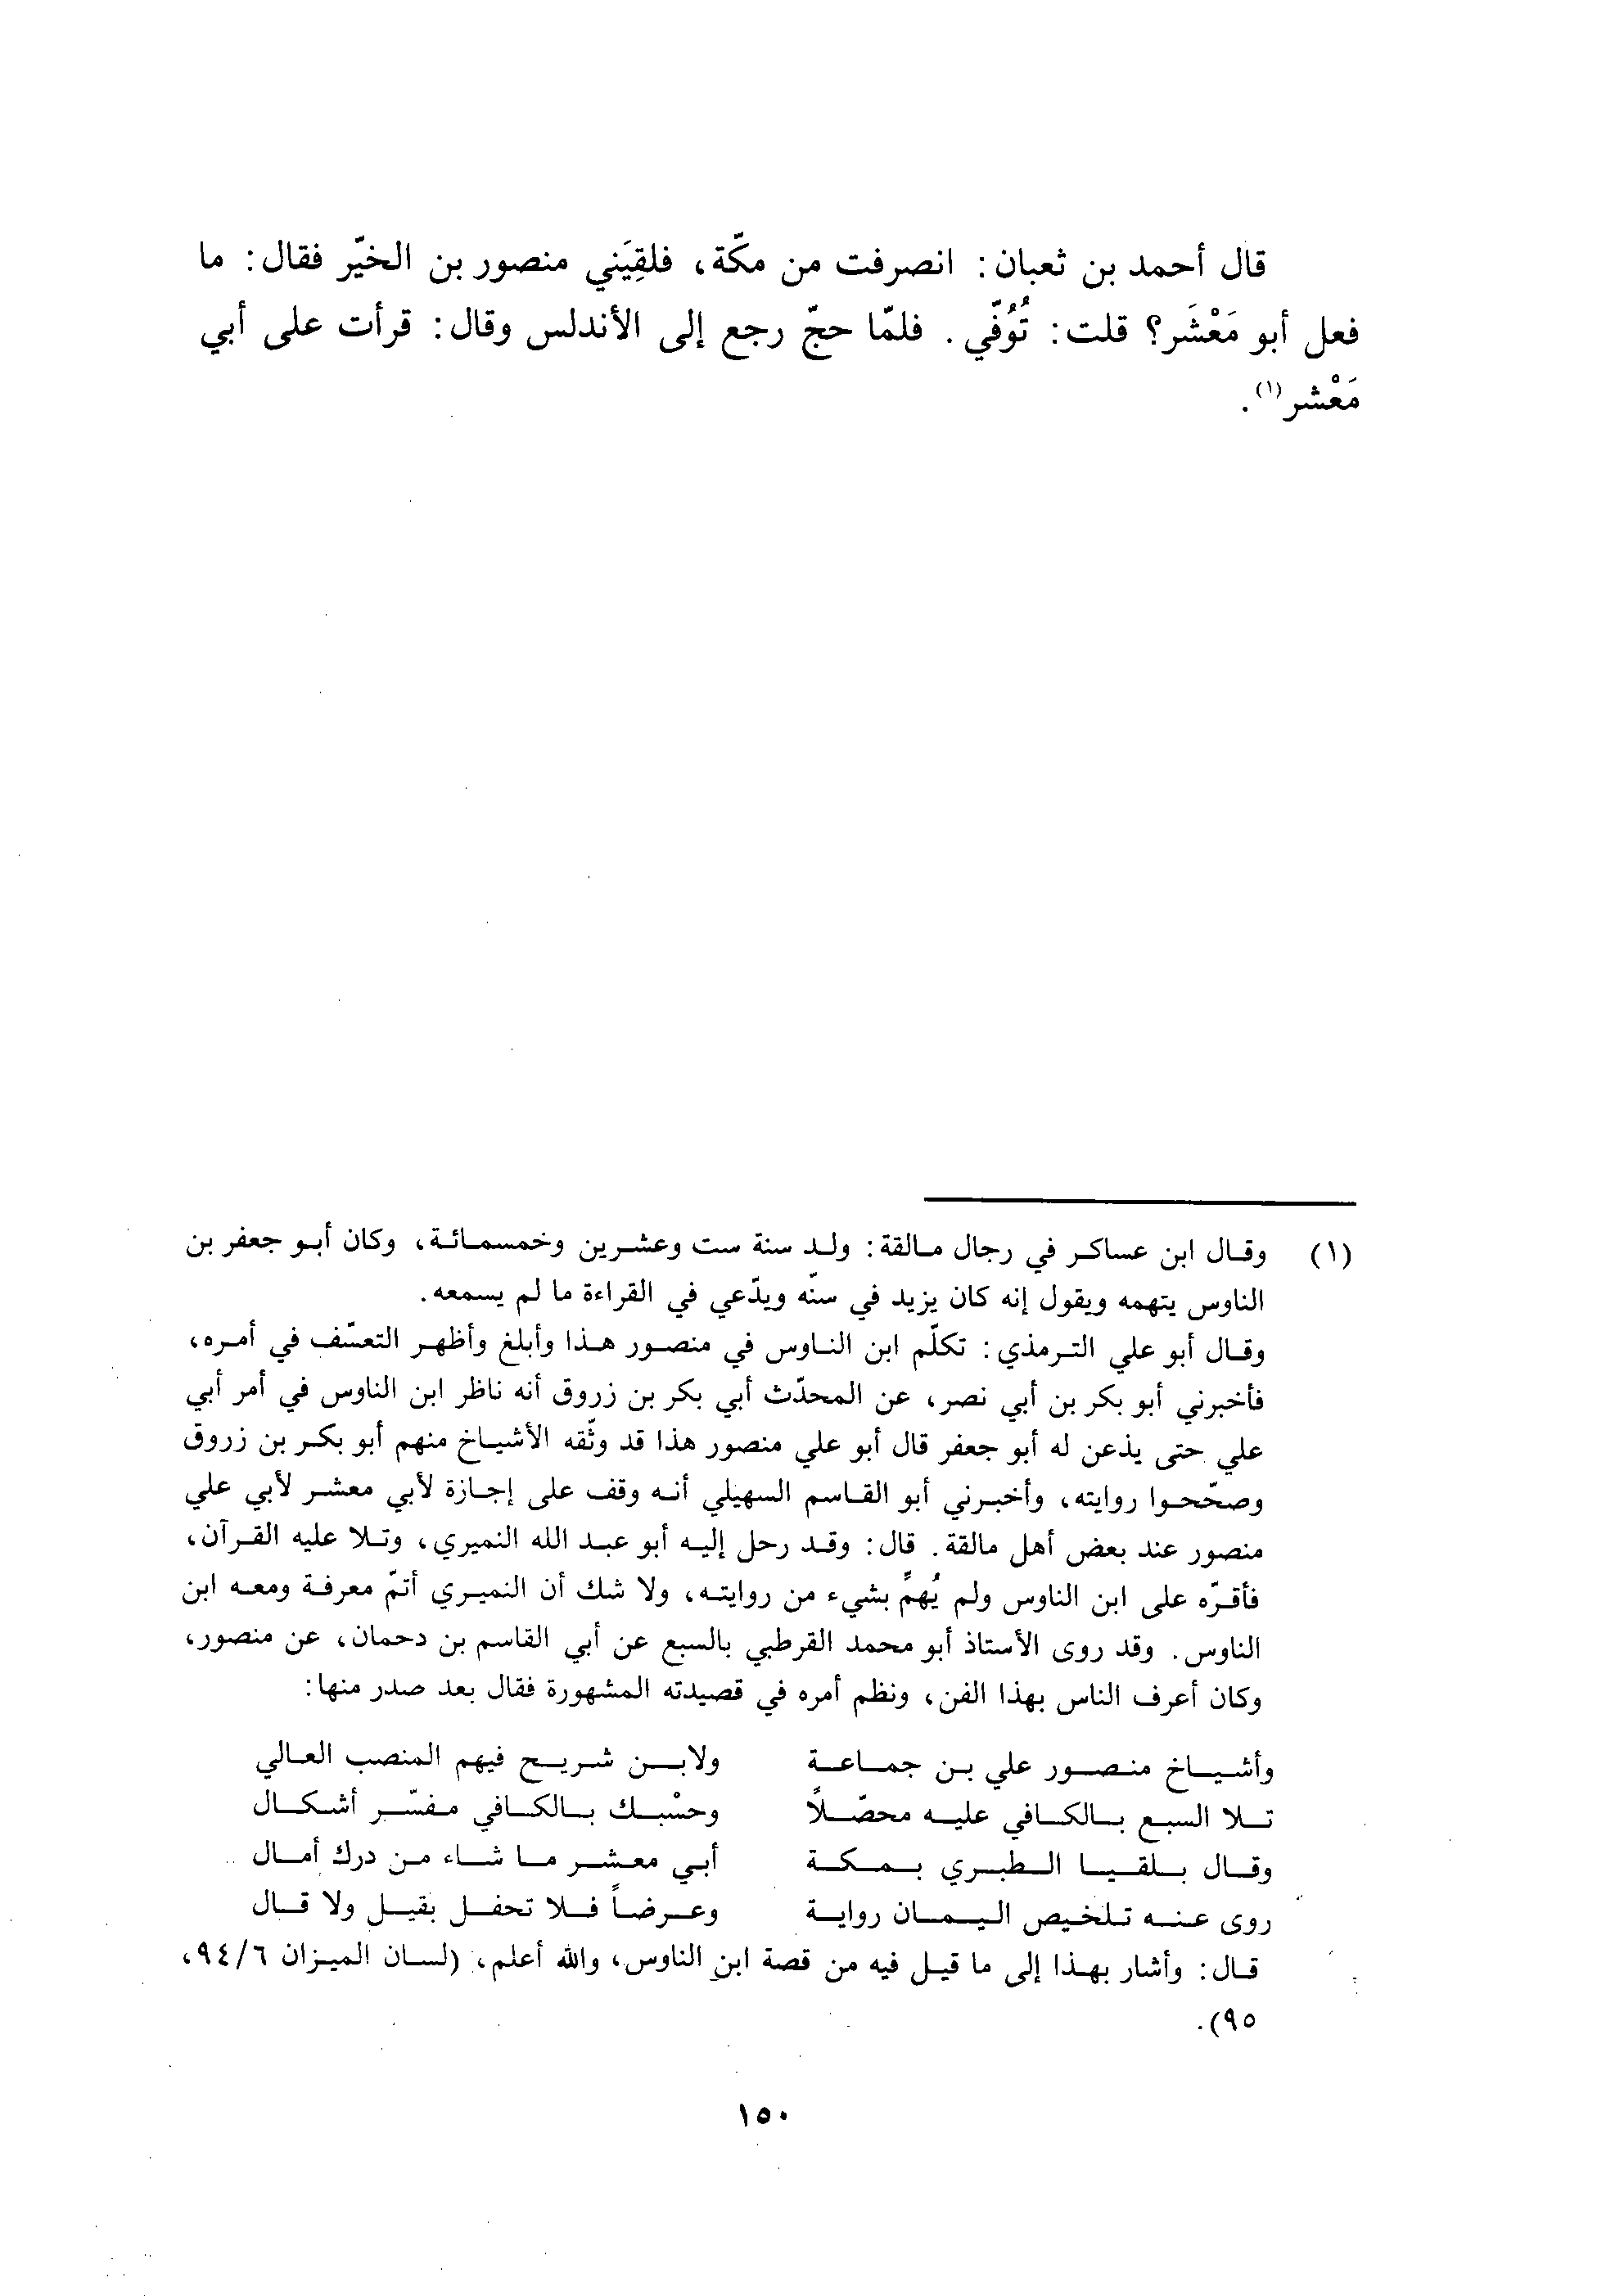 قال أحمد بن ثعبان: انصرفت من مكّة، فلقِيَني منصور بن الخيّر فقال: ما
فعل أبو مَعْشَر؟ قلت: تُوُفّي. فلمّا حجّ رجع إلى الأندلس وقال: قرأت على أبي
مَعْشر(١).
(١) وقال ابن عساكر في رجال مالقة: ولد سنة ست وعشرين وخمسمائة، وكان أبو جعفر بن
الناوس يتهمه ويقول إنه كان يزيد في سنّه ويدّعي في القراءة ما لم يسمعه.
وقال أبو علي الترمذي: تكلّم ابن الناوس في منصور هذا وأبلغ وأظهر التعسّف في أمره،
فأخبرني أبو بكر بن أبي نصر، عن المحدّث أبي بكر بن زروق أنه ناظر ابن الناوس في أمر أبي
علي حتى يذعن له أبو جعفر قال أبو علي منصور هذا قد وثّقه الأشياخ منهم أبو بكر بن زروق
وصحّحوا روايته، وأخبرني أبو القاسم السهيلي أنه وقف على إجازة لأبي معشر لأبي علي
منصور عند بعض أهل مالقة. قال: وقد رحل إليه أبو عبد الله النميري، وتلا عليه القرآن،
فأقرّه على ابن الناوس ولم يُهمّ بشيء من روايته، ولا شك أن النميري أتمّ معرفة ومعه ابن
الناوس. وقد روى الأستاذ أبو محمد القرطبي بالسبع عن أبي القاسم بن دحمان، عن منصور،
وكان أعرف الناس بهذا الفن، ونظم أمره في قصيدته المشهورة فقال بعد صدر منها:
وأشياخ منصور علي بن جماعة ولابن شريح فيهم المنصب العالي
تلا السبع بالكافي عليه محصّلاً وحسْبك بالكافي مفسّر أشكال
وقال بلقيا الطبري بمكة أبي معشر ما شاء من درك أمال
روى عنه تلخيص اليمان رواية وعرضاً فلا تحفل بقيل ولا قال
قال: وأشار بهذا إلى ما قيل فيه من قصة ابن الناوس، والله أعلم، (لسان الميزان ٩٤/٦،
٩٥).
١٥٠